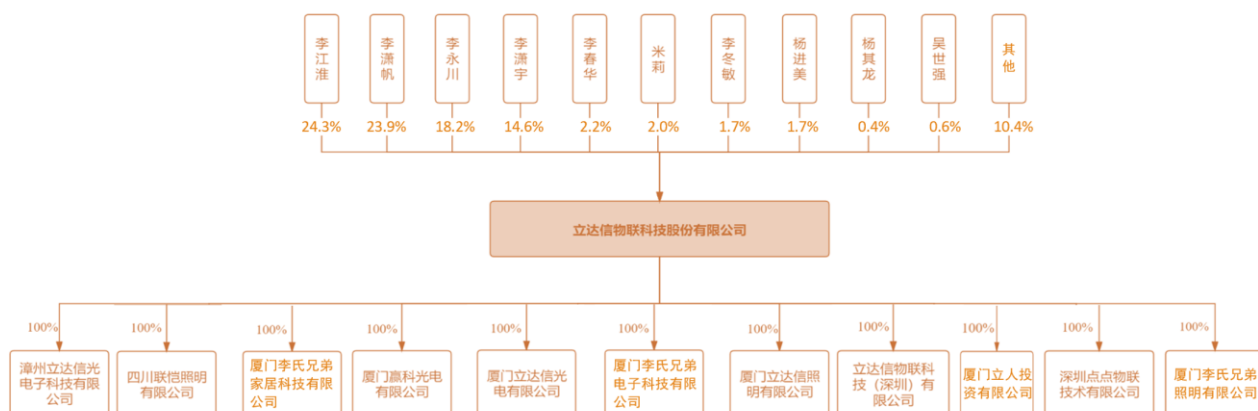 李江淮
李潇帆
李永川
李潇宇
李春华
米莉
李冬敏
杨进美
杨其龙
吴世强
其他
24.3%
23.9%
18.2%
14.6%
2.2%
2.0%
1.7%
1.7%
0.4%
0.6%
10.4%
立达信物联科技股份有限公司
100%
100%
100%
100%
100%
100%
100%
100%
100%
100%
100%
漳州立达信光
电子科技有限
公司
四川联恺照明
有限公司
厦门李氏兄弟
家居科技有限
公司
厦门赢科光电
有限公司
厦门立达信光
电有限公司
厦门李氏兄弟
电子科技有限
公司
厦门立达信照
明有限公司
立达信物联科
技（深圳）有
限公司
厦门立人投
资有限公司
深圳点点物联
技术有限公司
厦门李氏兄弟
照明有限公司